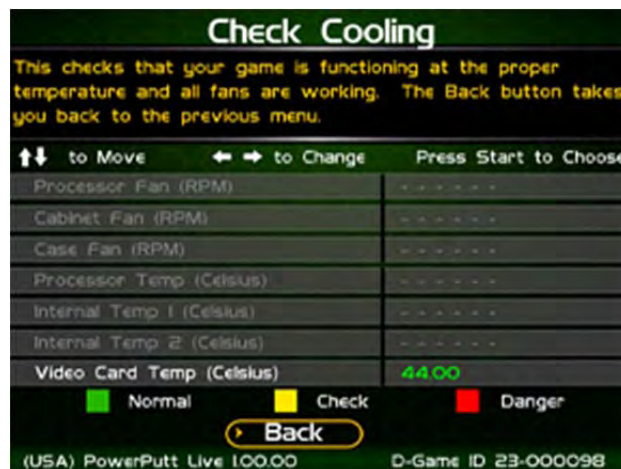 Check Cooling
This checks that your game is functioning at the proper
temperature and all fans are working. The Back button takes
you back to the previous menu.
to Move to Change Press Start to Choose
Processor Fan (RPM) - - - - - -
Cabinet Fan (RPM) - - - - - -
Case Fan (RPM) - - - - - -
Processor Temp (Celsius) - - - - - -
Internal Temp 1 (Celsius) - - - - - -
Internal Temp 2 (Celsius) - - - - - -
Video Card Temp (Celsius) 44.00
Normal Check Danger
Back
(USA) PowerPutt Live 1.00.00 D-Game ID 23-000098